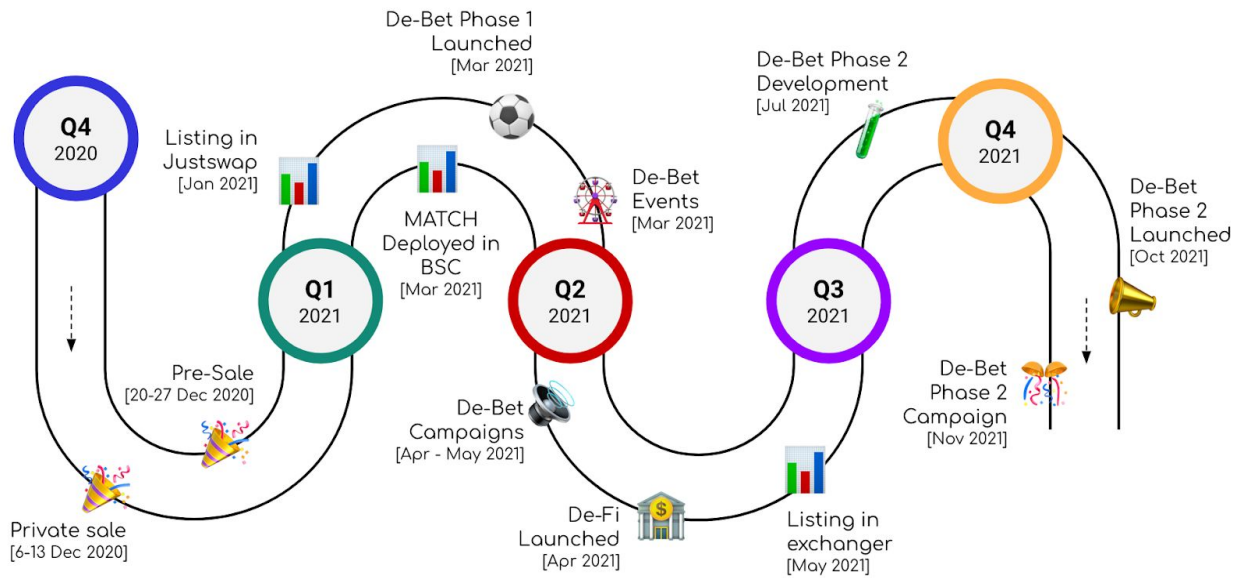 Q4
2020
Private sale
[6-13 Dec 2020]
Pre-Sale
[20-27 Dec 2020]
Q1
2021
Listing in
Justswap
[Jan 2021]
MATCH
Deployed in
BSC
[Mar 2021]
De-Bet Phase 1
Launched
[Mar 2021]
De-Bet
Events
[Mar 2021]
Q2
2021
De-Bet
Campaigns
[Apr - May 2021]
De-Fi
Launched
[Apr 2021]
$
Listing in
exchanger
[May 2021]
Q3
2021
De-Bet Phase 2
Development
[Jul 2021]
Q4
2021
De-Bet
Phase 2
Launched
[Oct 2021]
De-Bet
Phase 2
Campaign
[Nov 2021]